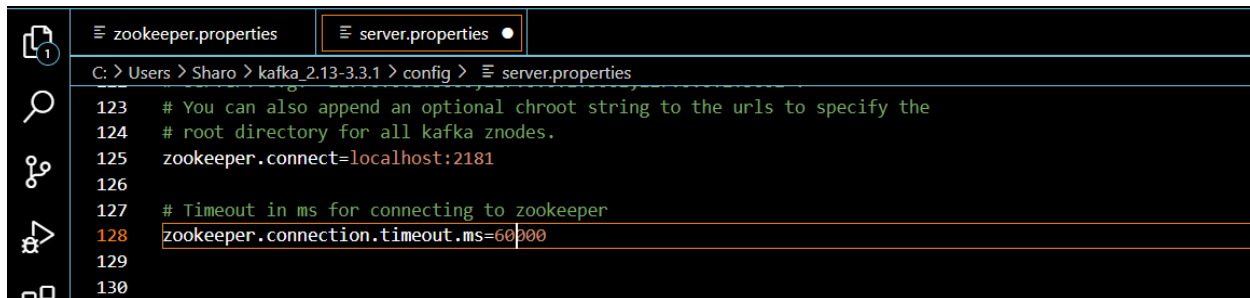 zookeeper.properties
server.properties
1
C: > Users > Sharo > kafka_2.13-3.3.1 > config > server.properties
123 # You can also append an optional chroot string to the urls to specify the
124 # root directory for all kafka znodes.
125 zookeeper.connect=localhost:2181
126
127 # Timeout in ms for connecting to zookeeper
128 zookeeper.connection.timeout.ms=60000
129
130